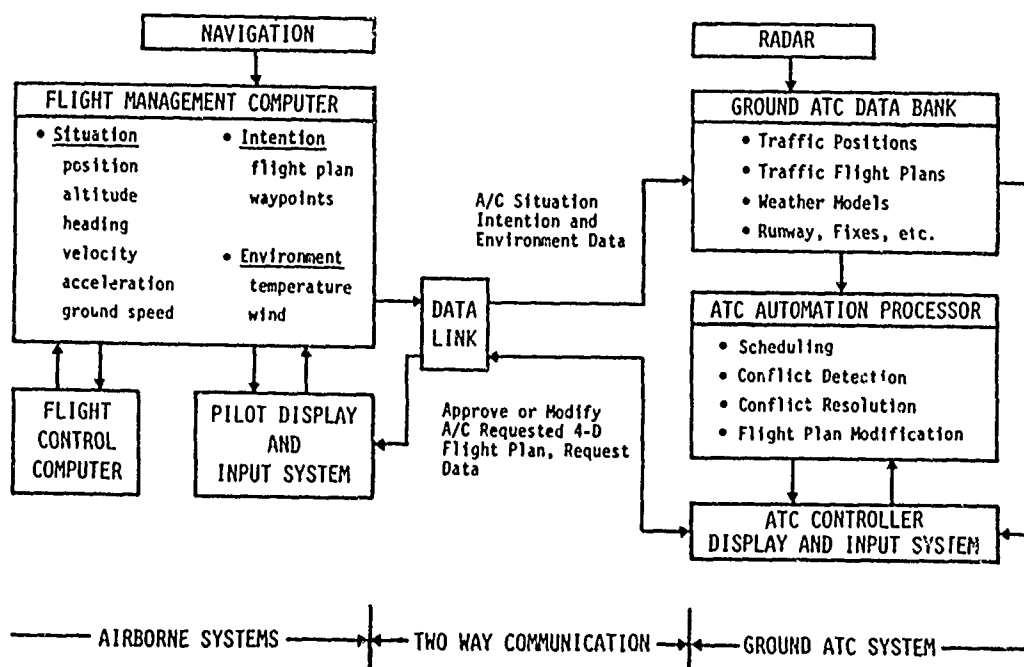 NAVIGATION
FLIGHT MANAGEMENT COMPUTER
• Situation
position
altitude
heading
velocity
acceleration
ground speed
• Intention
flight plan
waypoints
• Environment
temperature
wind
FLIGHT
CONTROL
COMPUTER
PILOT DISPLAY
AND
INPUT SYSTEM
A/C Situation
Intention and
Environment Data
DATA
LINK
Approve or Modify
A/C Requested 4-D
Flight Plan, Request
Data
RADAR
GROUND ATC DATA BANK
• Traffic Positions
• Traffic Flight Plans
• Weather Models
• Runway, Fixes, etc.
ATC AUTOMATION PROCESSOR
• Scheduling
• Conflict Detection
• Conflict Resolution
• Flight Plan Modification
ATC CONTROLLER
DISPLAY AND INPUT SYSTEM
AIRBORNE SYSTEMS
TWO WAY COMMUNICATION
GROUND ATC SYSTEM